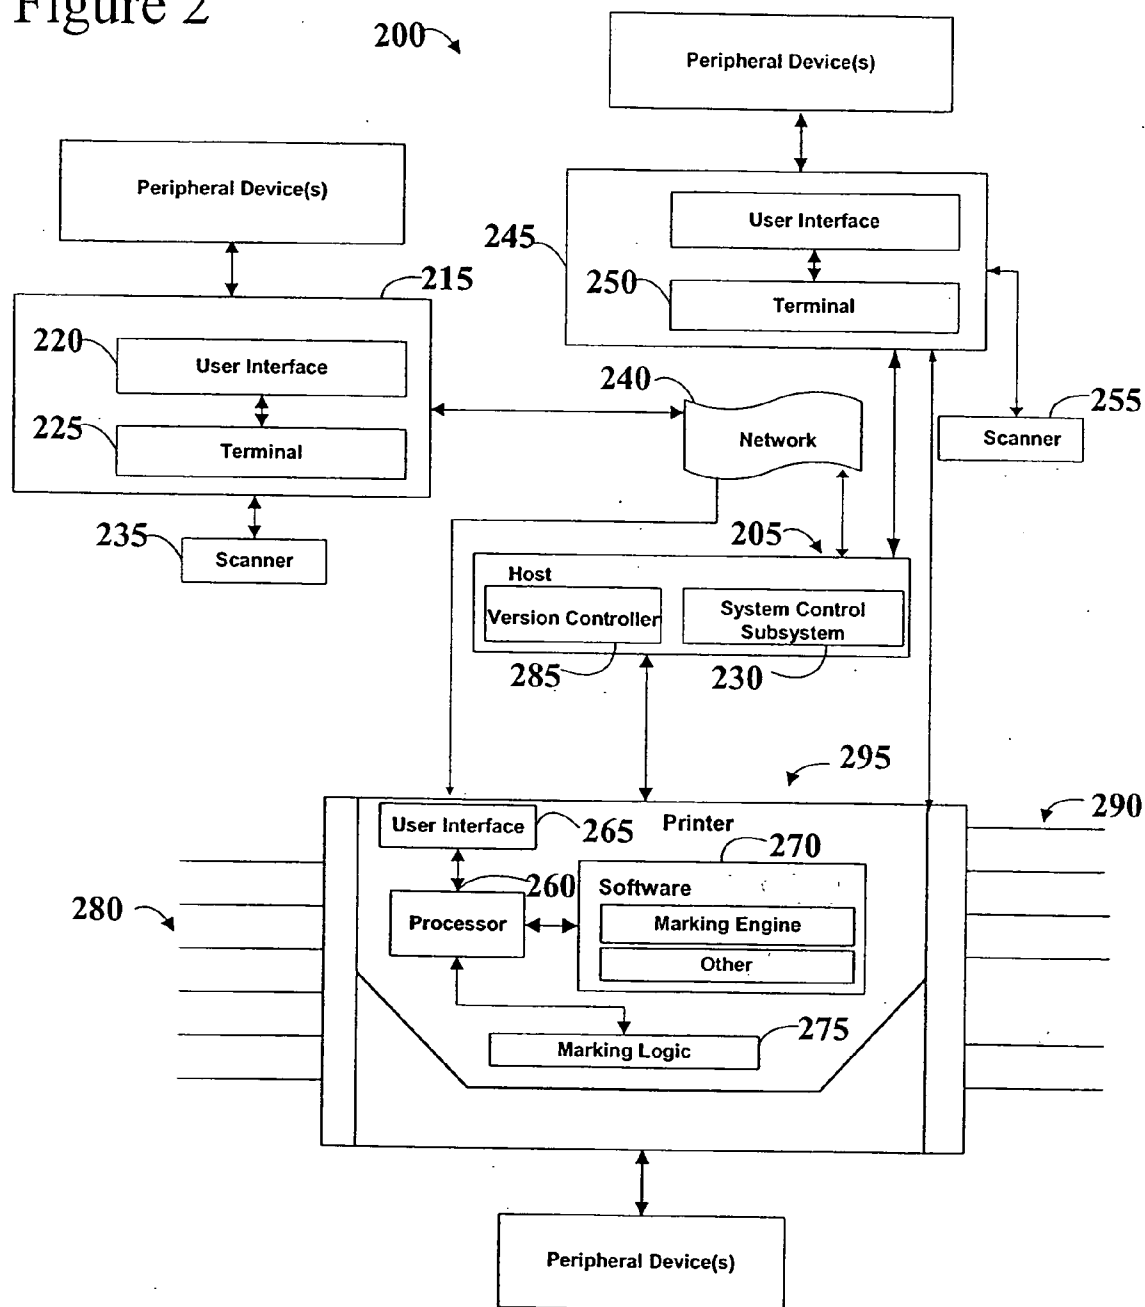 Figure 2
200
Peripheral Device(s)
Peripheral Device(s)
User Interface
245
250
Terminal
215
220
User Interface
225
Terminal
240
Network
255
Scanner
235
Scanner
205
Host
Version Controller
System Control
Subsystem
285
230
295
290
User Interface
265
Printer
270
260
Software
280
Processor
Marking Engine
Other
275
Marking Logic
Peripheral Device(s)